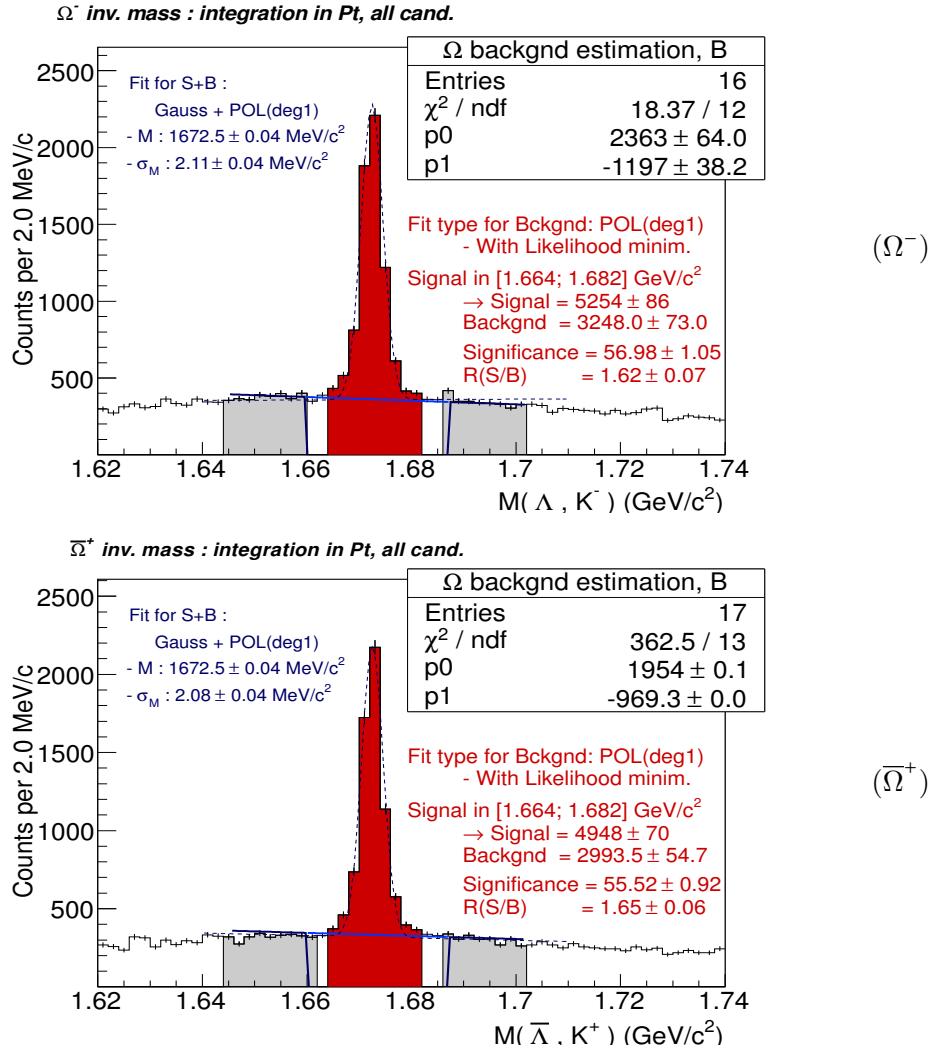 Ω⁻ inv. mass : integration in Pt, all cand.
Counts per 2.0 MeV/c
2500
2000
1500
1000
500
Fit for S+B :
Gauss + POL(deg1)
- M : 1672.5 ± 0.04 MeV/c²
- σ_M : 2.11 ± 0.04 MeV/c²
Ω backgnd estimation, B
Entries 16
χ² / ndf 18.37 / 12
p0 2363 ± 64.0
p1 -1197 ± 38.2
Fit type for Bckgnd: POL(deg1)
- With Likelihood minim.
Signal in [1.664; 1.682] GeV/c²
→ Signal = 5254 ± 86
Backgnd = 3248.0 ± 73.0
Significance = 56.98 ± 1.05
R(S/B) = 1.62 ± 0.07
(Ω⁻)
1.62 1.64 1.66 1.68 1.7 1.72 1.74
M( Λ , K⁻ ) (GeV/c²)
Ω̅⁺ inv. mass : integration in Pt, all cand.
Counts per 2.0 MeV/c
2500
2000
1500
1000
500
Fit for S+B :
Gauss + POL(deg1)
- M : 1672.5 ± 0.04 MeV/c²
- σ_M : 2.08 ± 0.04 MeV/c²
Ω backgnd estimation, B
Entries 17
χ² / ndf 362.5 / 13
p0 1954 ± 0.1
p1 -969.3 ± 0.0
Fit type for Bckgnd: POL(deg1)
- With Likelihood minim.
Signal in [1.664; 1.682] GeV/c²
→ Signal = 4948 ± 70
Backgnd = 2993.5 ± 54.7
Significance = 55.52 ± 0.92
R(S/B) = 1.65 ± 0.06
(Ω̅⁺)
1.62 1.64 1.66 1.68 1.7 1.72 1.74
M( Λ̅ , K⁺ ) (GeV/c²)